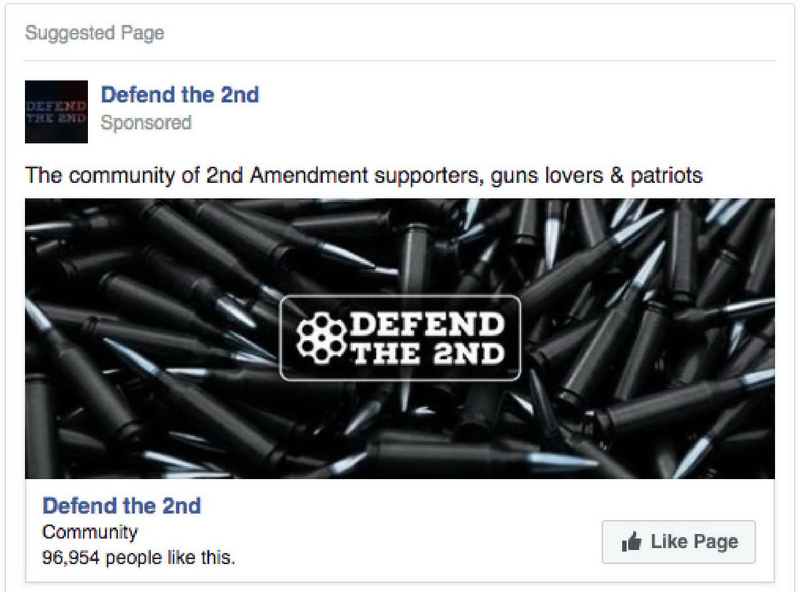 Suggested Page
DEFEND
THE 2ND
Defend the 2nd
Sponsored
The community of 2nd Amendment supporters, guns lovers & patriots
DEFEND
THE 2ND
Defend the 2nd
Community
96,954 people like this.
Like Page